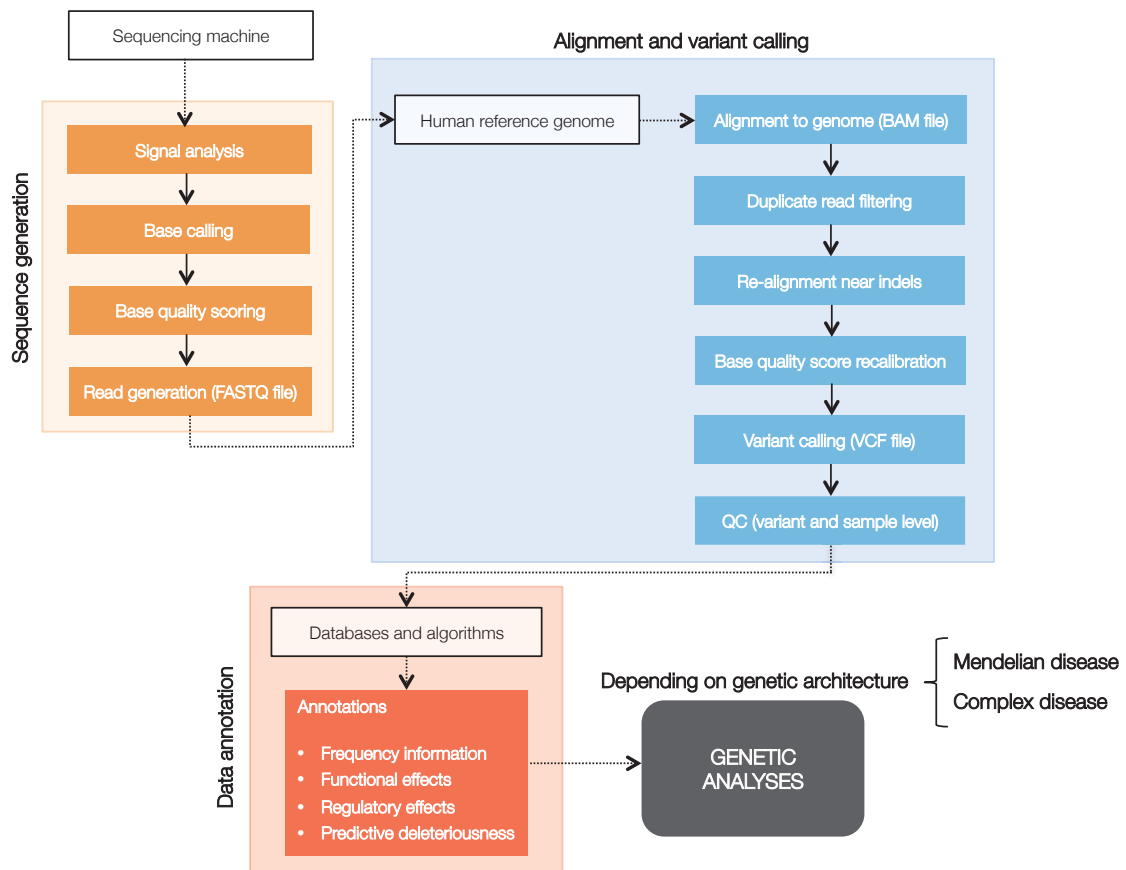 Sequencing machine
Sequence generation
Signal analysis
Base calling
Base quality scoring
Read generation (FASTQ file)
Alignment and variant calling
Human reference genome
Alignment to genome (BAM file)
Duplicate read filtering
Re-alignment near indels
Base quality score recalibration
Variant calling (VCF file)
QC (variant and sample level)
Data annotation
Databases and algorithms
Annotations
• Frequency information
• Functional effects
• Regulatory effects
• Predictive deleteriousness
Depending on genetic architecture
Mendelian disease
Complex disease
GENETIC
ANALYSES